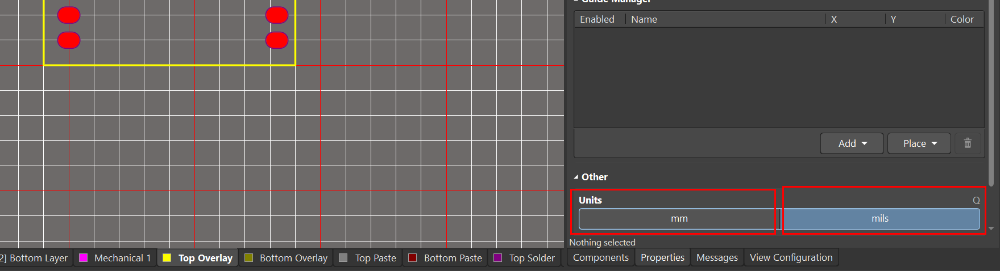 Guide Manager
Enabled Name X Y Color
Add Place
Other
Units Q
mm mils
Nothing selected
2] Bottom Layer Mechanical 1 Top Overlay Bottom Overlay Top Paste Bottom Paste Top Solder Components Properties Messages View Configuration